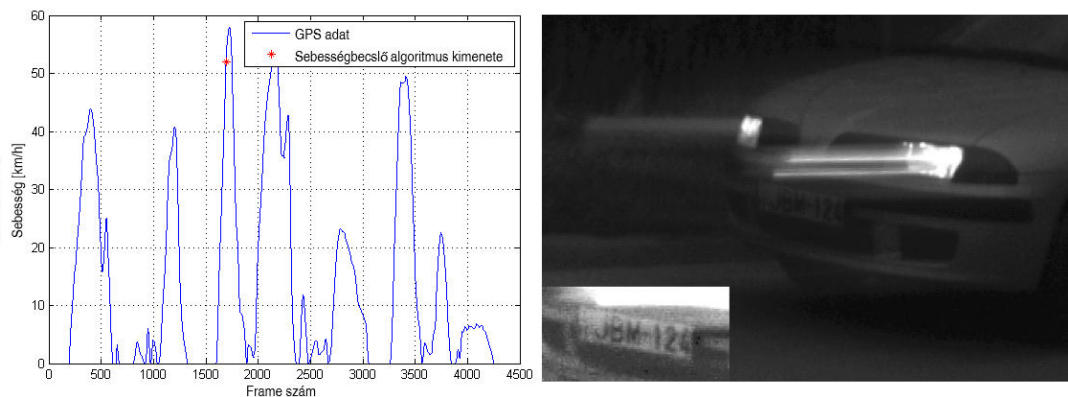 60
50
40
30
20
10
0
Sebesség [km/h]
GPS adat
Sebességbecslő algoritmus kimenete
0 500 1000 1500 2000 2500 3000 3500 4000 4500
Frame szám
JBM-124
JBM-124